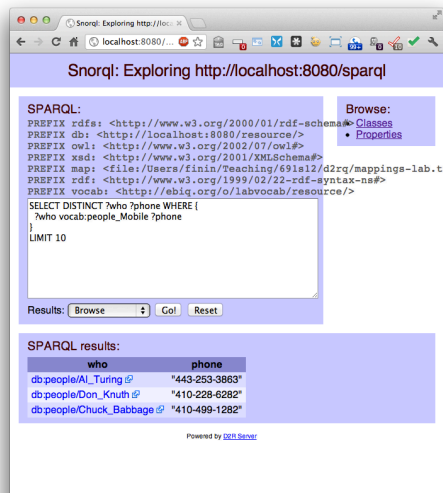 Snorql: Exploring http://loc
localhost:8080/...
Snorql: Exploring http://localhost:8080/sparql
SPARQL:
PREFIX rdfs: <http://www.w3.org/2000/01/rdf-schema#>
PREFIX db: <http://localhost:8080/resource/>
PREFIX owl: <http://www.w3.org/2002/07/owl#>
PREFIX xsd: <http://www.w3.org/2001/XMLSchema#>
PREFIX map: <file:/Users/finin/Teaching/691s12/d2rq/mappings-lab.t
PREFIX rdf: <http://www.w3.org/1999/02/22-rdf-syntax-ns#>
PREFIX vocab: <http://ebiq.org/o/labvocab/resource/>
SELECT DISTINCT ?who ?phone WHERE {
?who vocab:people_Mobile ?phone
}
LIMIT 10
Results: Browse Go! Reset
Browse:
Classes
Properties
SPARQL results:
who phone
db:people/Al_Turing "443-253-3863"
db:people/Don_Knuth "410-228-6282"
db:people/Chuck_Babbage "410-499-1282"
Powered by D2R Server